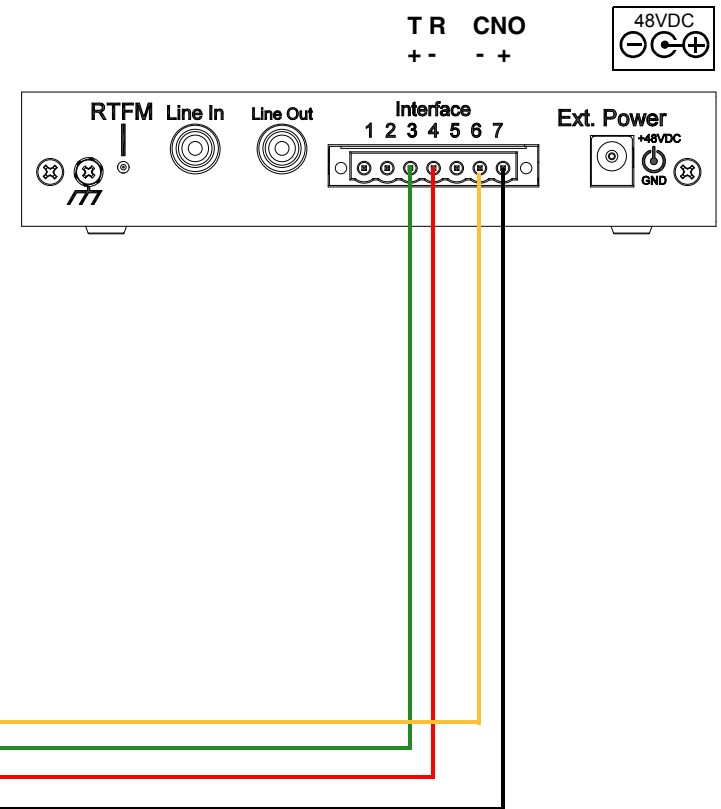 T R CNO
+ - - +
48VDC
RTFM
Line In
Line Out
Interface
1 2 3 4 5 6 7
Ext. Power
+48VDC
GND